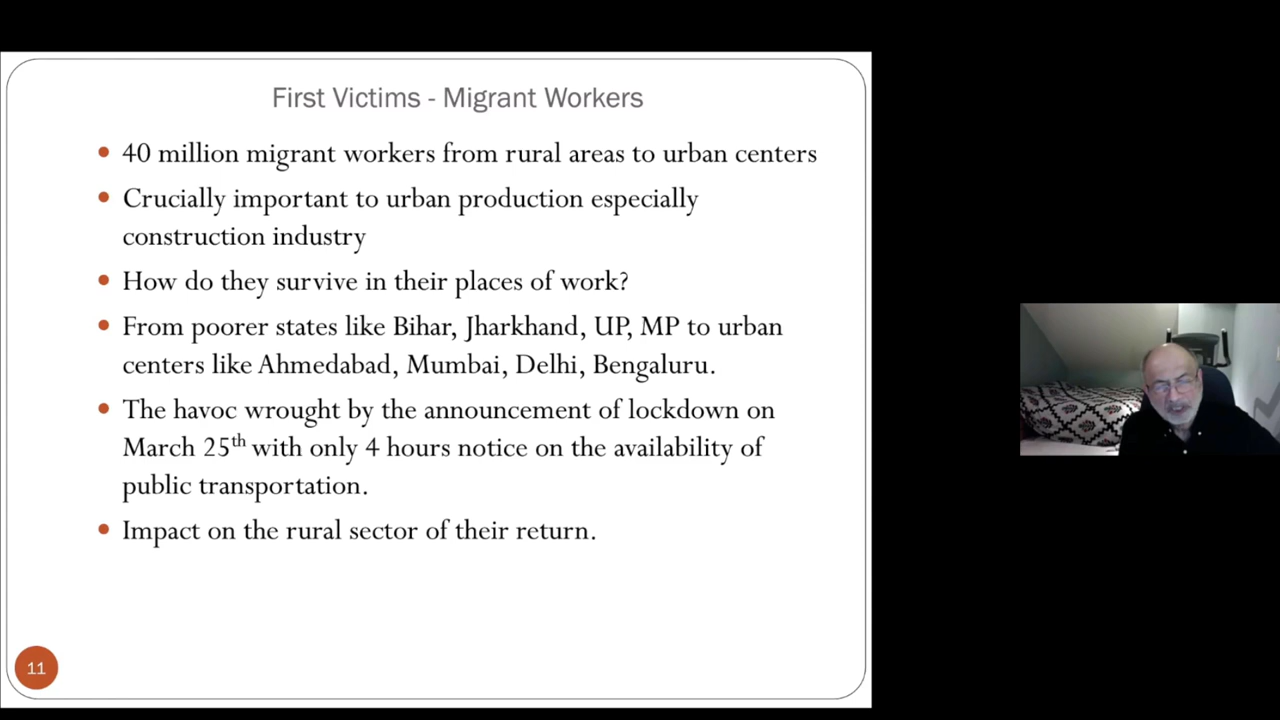 First Victims - Migrant Workers
• 40 million migrant workers from rural areas to urban centers
• Crucially important to urban production especially
construction industry
• How do they survive in their places of work?
• From poorer states like Bihar, Jharkhand, UP, MP to urban
centers like Ahmedabad, Mumbai, Delhi, Bengaluru.
• The havoc wrought by the announcement of lockdown on
March 25th with only 4 hours notice on the availability of
public transportation.
• Impact on the rural sector of their return.
11